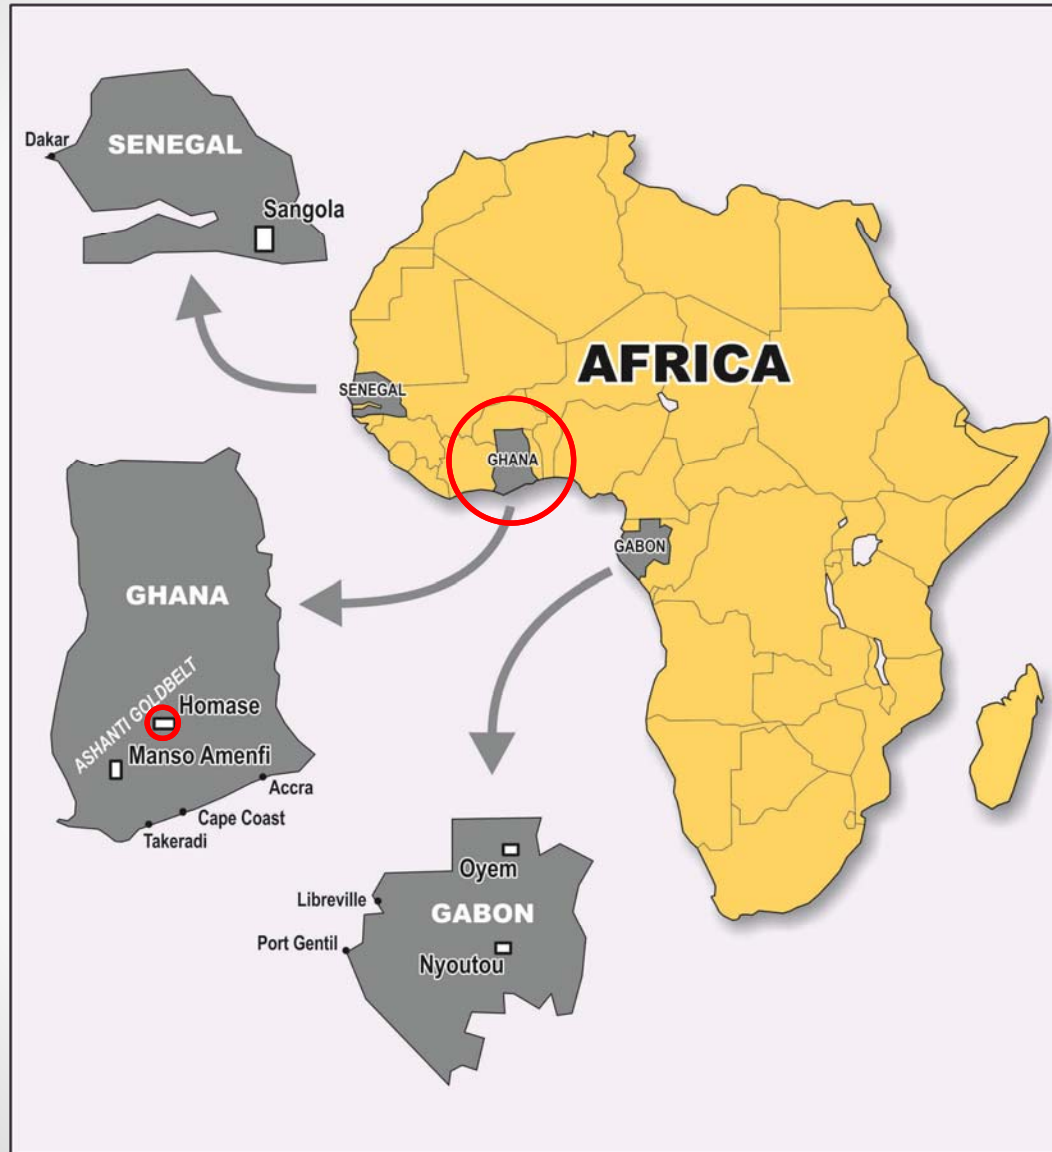 Dakar
SENEGAL
Sangola
AFRICA
SENEGAL
GHANA
GABON
GHANA
ASHANTI GOLDBELT
Homase
Manso Amenfi
Accra
Cape Coast
Takeradi
Oyem
Libreville
GABON
Port Gentil
Nyoutou